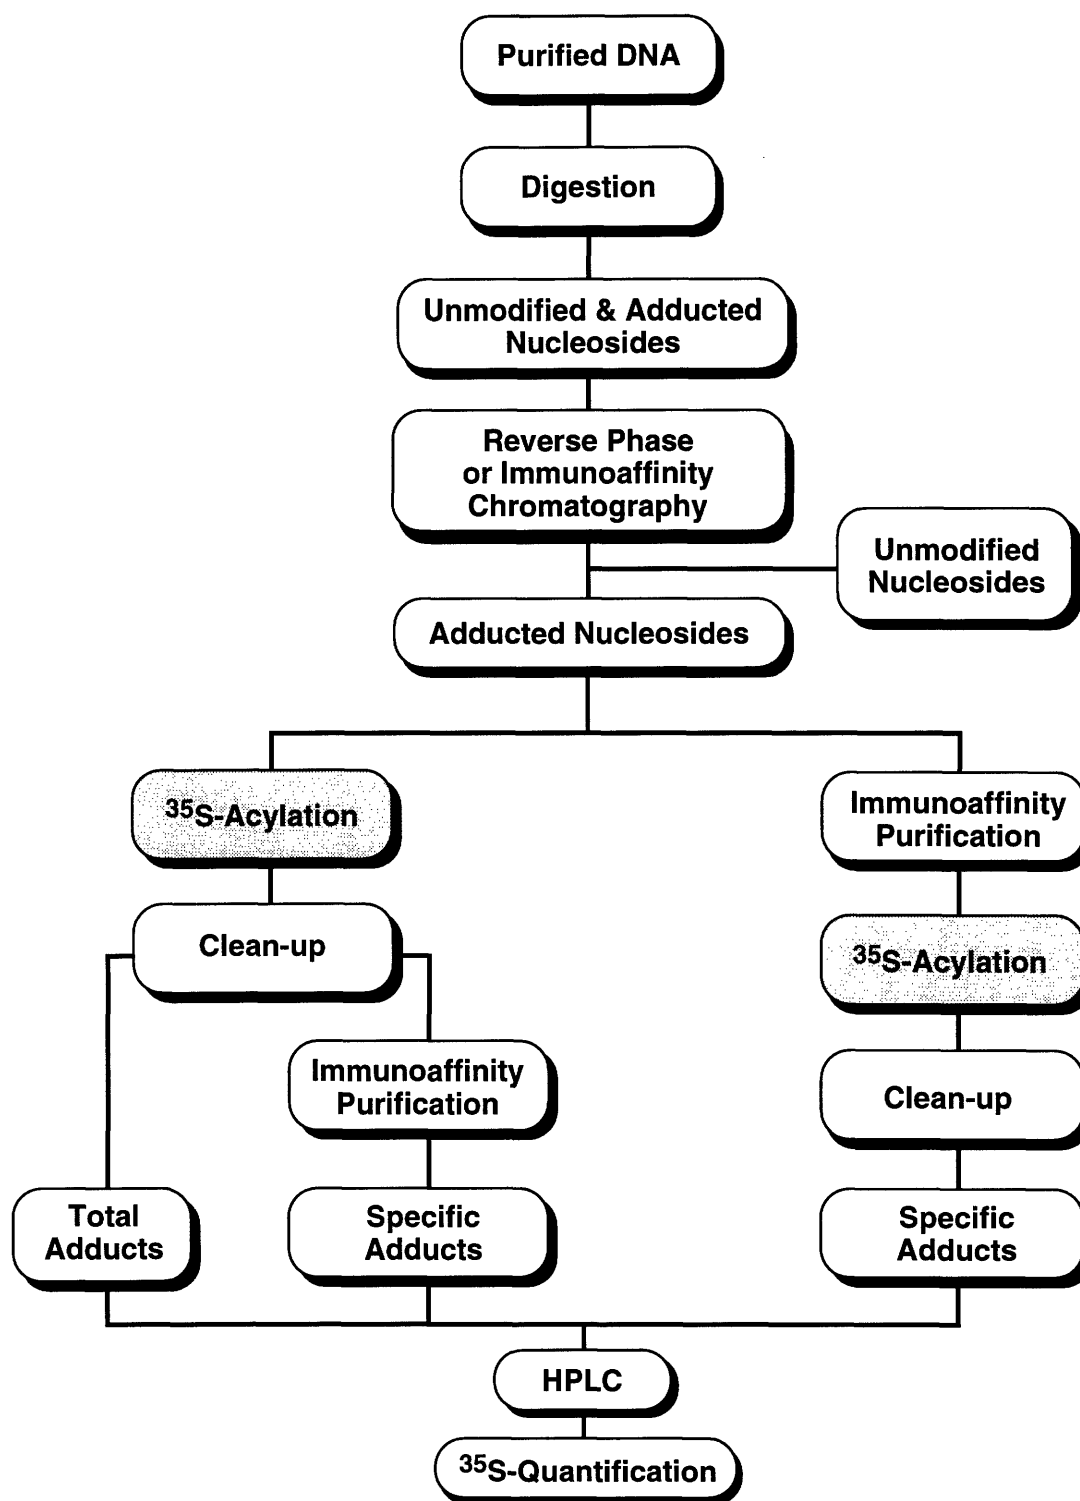 Purified DNA
Digestion
Unmodified & Adducted
Nucleosides
Reverse Phase
or Immunoaffinity
Chromatography
Unmodified
Nucleosides
Adducted Nucleosides
35S-Acylation
Immunoaffinity
Purification
Clean-up
35S-Acylation
Immunoaffinity
Purification
Clean-up
Total
Adducts
Specific
Adducts
Specific
Adducts
HPLC
35S-Quantification